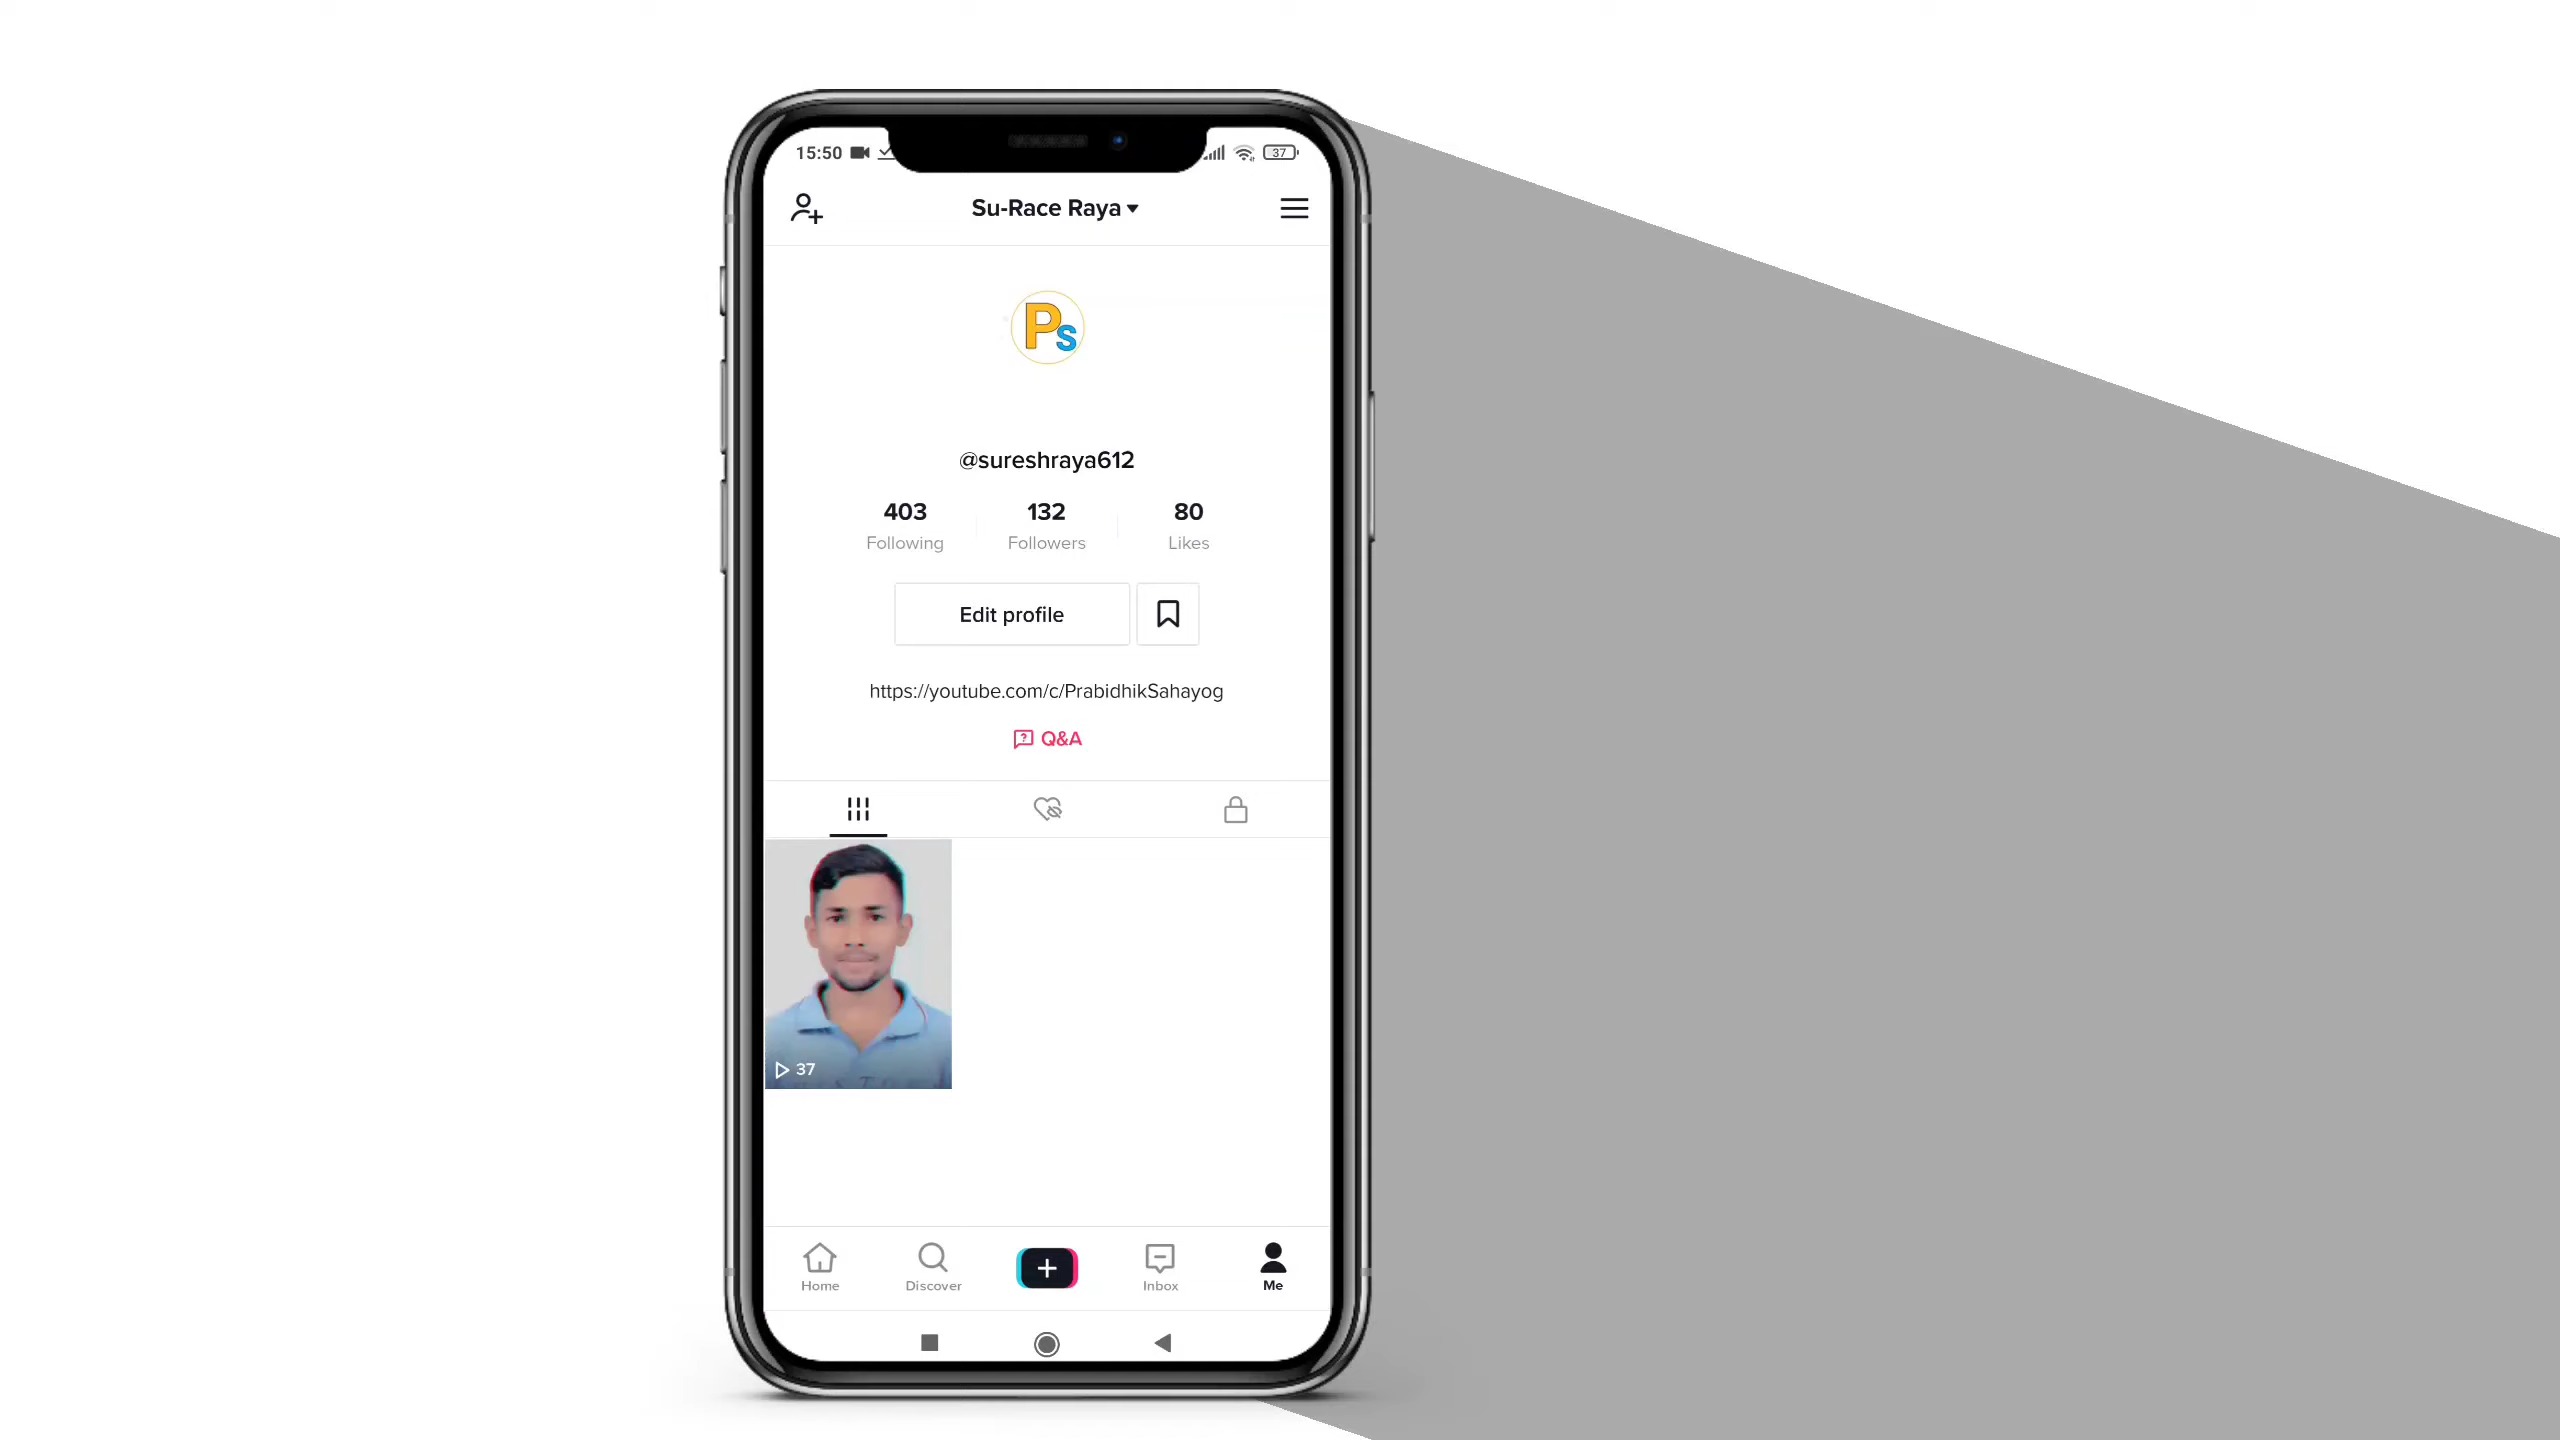 15:50
37
Su-Race Raya
Ps
@sureshraya612
403 132 80
Following Followers Likes
Edit profile
https://youtube.com/c/PrabidhikSahayog
Q&A
37
Home Discover Inbox Me